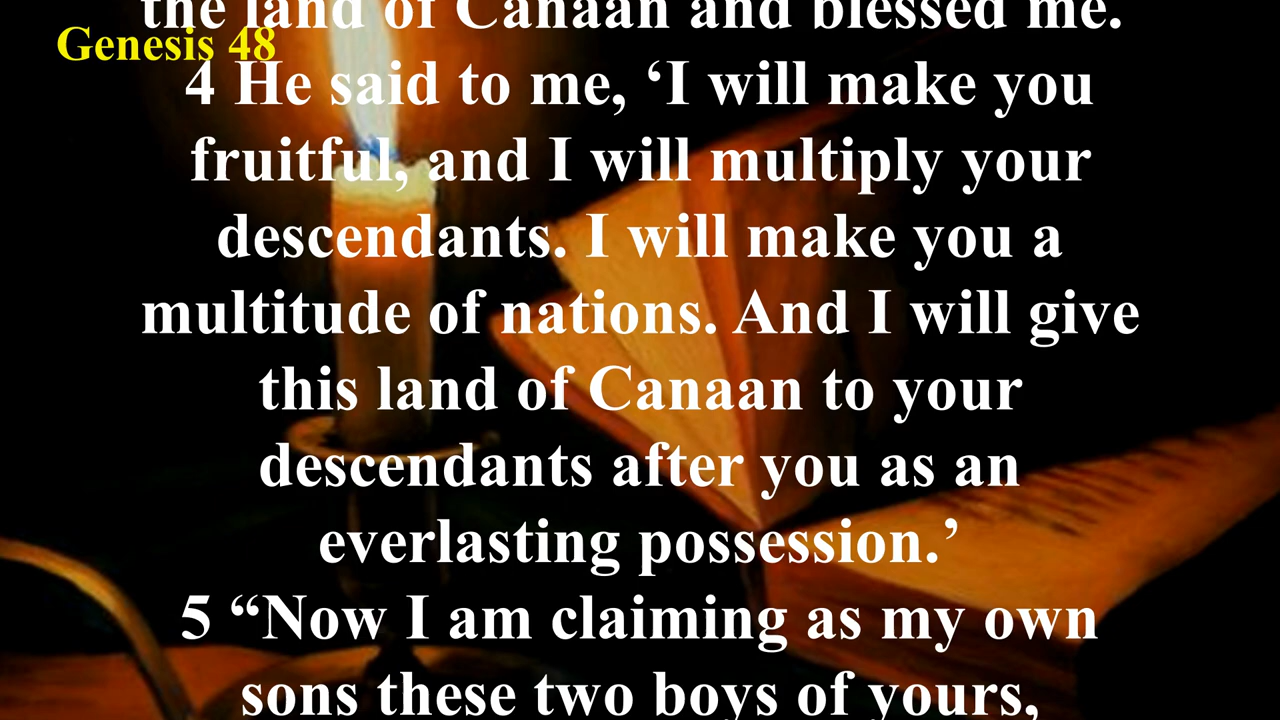 the land of Canaan and blessed me.
Genesis 48
4 He said to me, ‘I will make you
fruitful, and I will multiply your
descendants. I will make you a
multitude of nations. And I will give
this land of Canaan to your
descendants after you as an
everlasting possession.’
5 “Now I am claiming as my own
sons these two boys of yours,